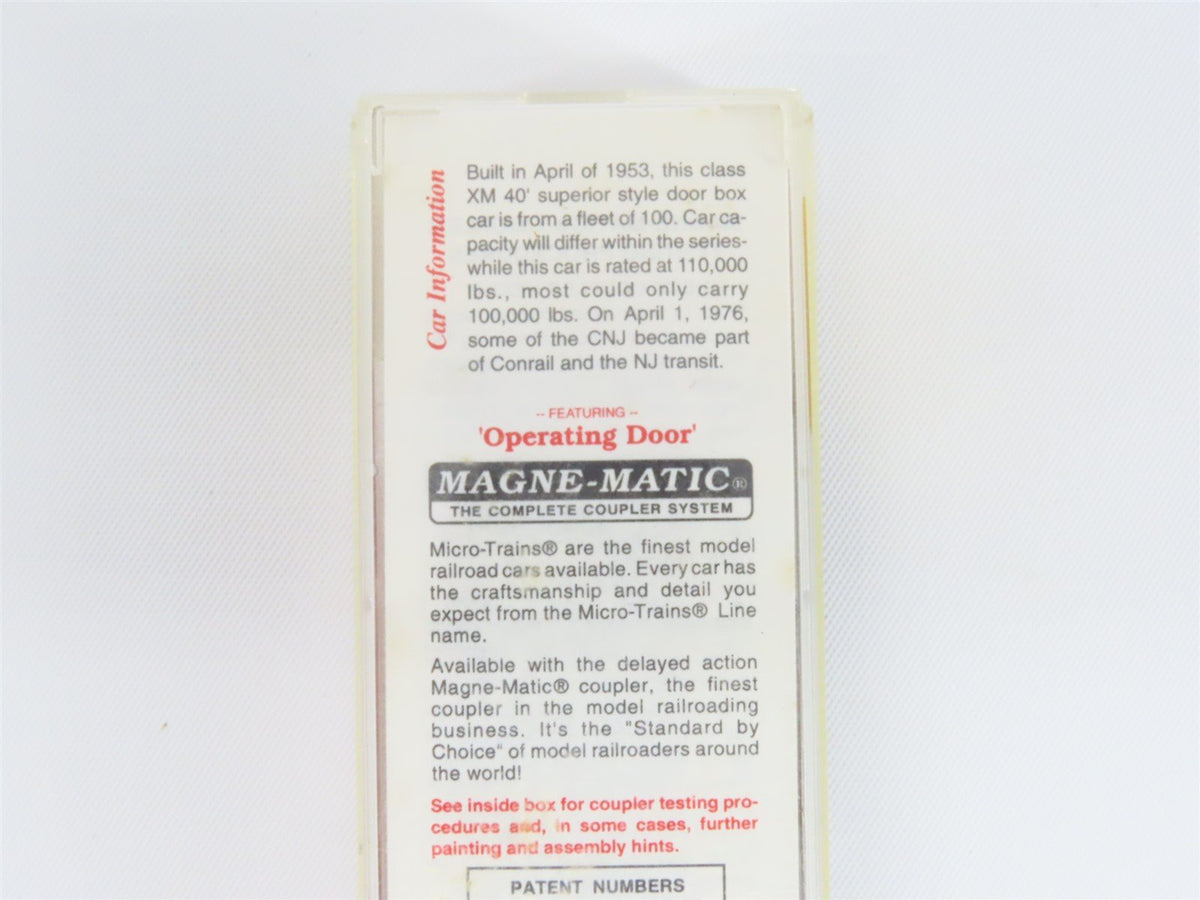 Car Information
Built in April of 1953, this class
XM 40' superior style door box
car is from a fleet of 100. Car ca-
pacity will differ within the series-
while this car is rated at 110,000
lbs., most could only carry
100,000 lbs. On April 1, 1976,
some of the CNJ became part
of Conrail and the NJ transit.
-- FEATURING --
'Operating Door'
MAGNE-MATIC®
THE COMPLETE COUPLER SYSTEM
Micro-Trains® are the finest model
railroad cars available. Every car has
the craftsmanship and detail you
expect from the Micro-Trains® Line
name.
Available with the delayed action
Magne-Matic® coupler, the finest
coupler in the model railroading
business. It's the "Standard by
Choice" of model railroaders around
the world!
See inside box for coupler testing pro-
cedures and, in some cases, further
painting and assembly hints.
PATENT NUMBERS